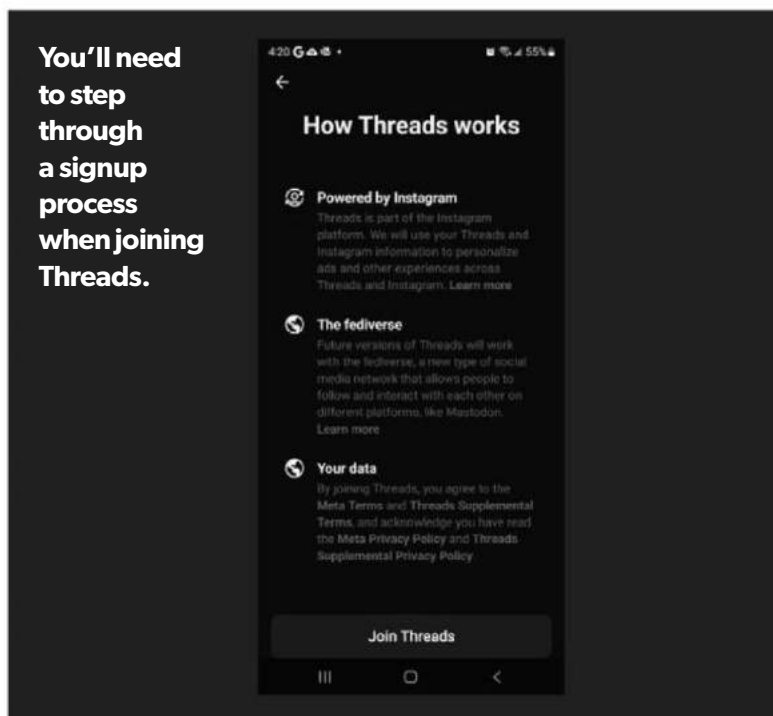 You'll need
to step
through
a signup
process
when joining
Threads.
4:20 G
55%
How Threads works
Powered by Instagram
Threads is part of the Instagram
platform. We will use your Threads and
Instagram information to personalize
ads and other experiences across
Threads and Instagram. Learn more
The fediverse
Future versions of Threads will work
with the fediverse, a new type of social
media network that allows people to
follow and interact with each other on
different platforms, like Mastodon.
Learn more
Your data
By joining Threads, you agree to the
Meta Terms and Threads Supplemental
Terms, and acknowledge you have read
the Meta Privacy Policy and Threads
Supplemental Privacy Policy
Join Threads